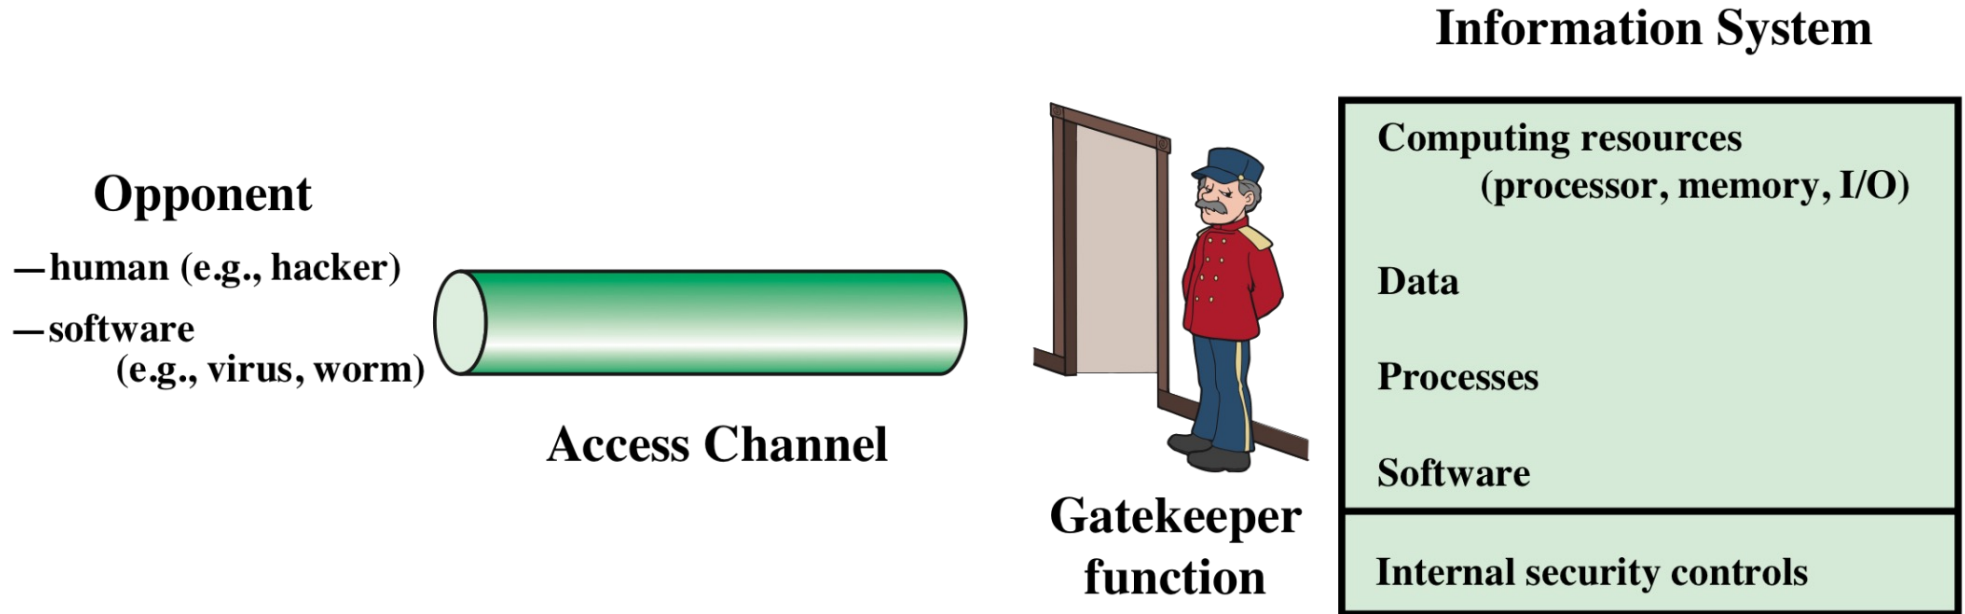 Information System
Opponent
—human (e.g., hacker)
—software
(e.g., virus, worm)
Access Channel
Gatekeeper
function
Computing resources
(processor, memory, I/O)
Data
Processes
Software
Internal security controls